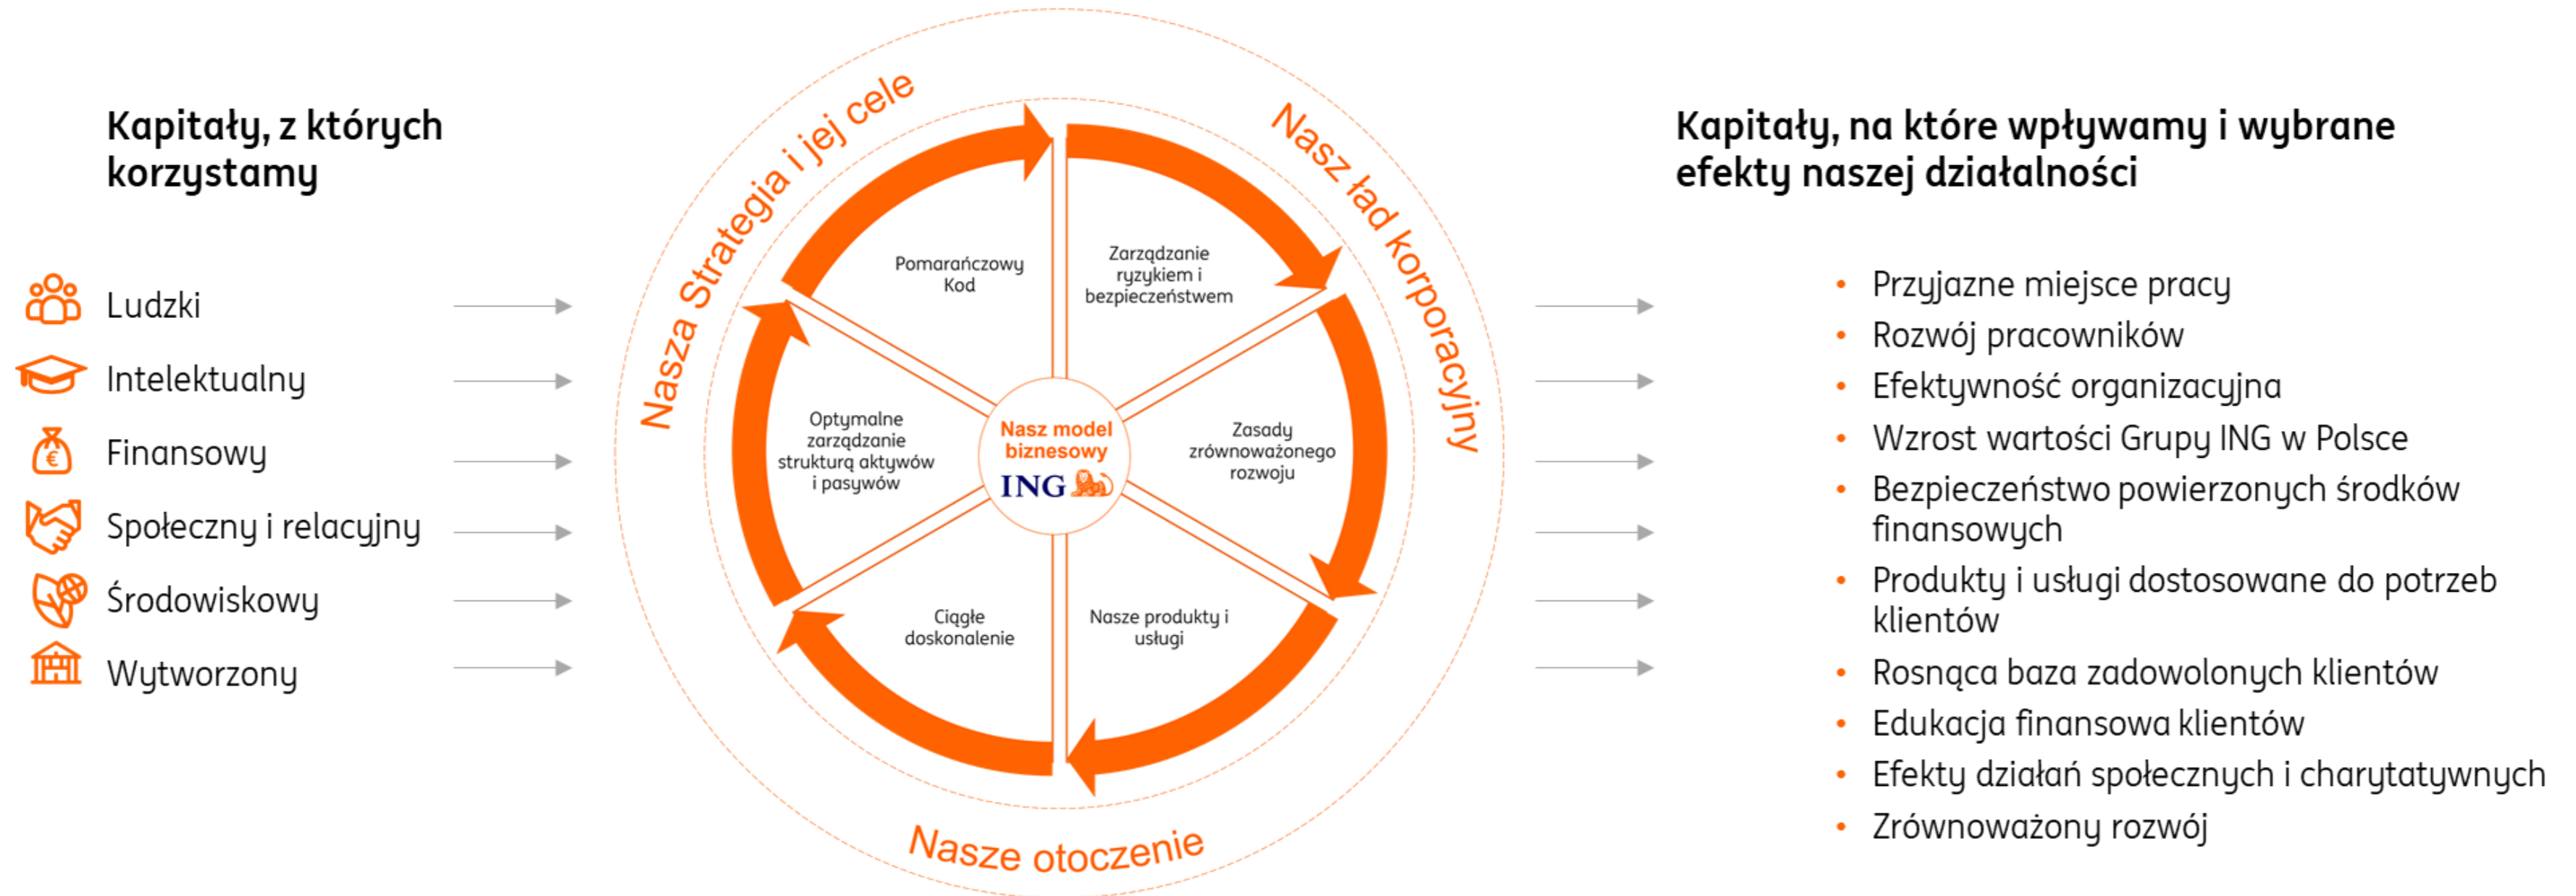 Kapitały, z których
korzystamy
Ludzki
Intelektualny
Finansowy
Społeczny i relacyjny
Środowiskowy
Wytworzony
Nasza Strategia i jej cele
Nasz ład korporacyjny
Nasze otoczenie
Pomarańczowy
Kod
Zarządzanie
ryzykiem i
bezpieczeństwem
Zasady
zrównoważonego
rozwoju
Nasze produkty i
usługi
Ciągłe
doskonalenie
Optymalne
zarządzanie
strukturą aktywów
i pasywów
Nasz model
biznesowy
ING
Kapitały, na które wpływamy i wybrane
efekty naszej działalności
• Przyjazne miejsce pracy
• Rozwój pracowników
• Efektywność organizacyjna
• Wzrost wartości Grupy ING w Polsce
• Bezpieczeństwo powierzonych środków
finansowych
• Produkty i usługi dostosowane do potrzeb
klientów
• Rosnąca baza zadowolonych klientów
• Edukacja finansowa klientów
• Efekty działań społecznych i charytatywnych
• Zrównoważony rozwój